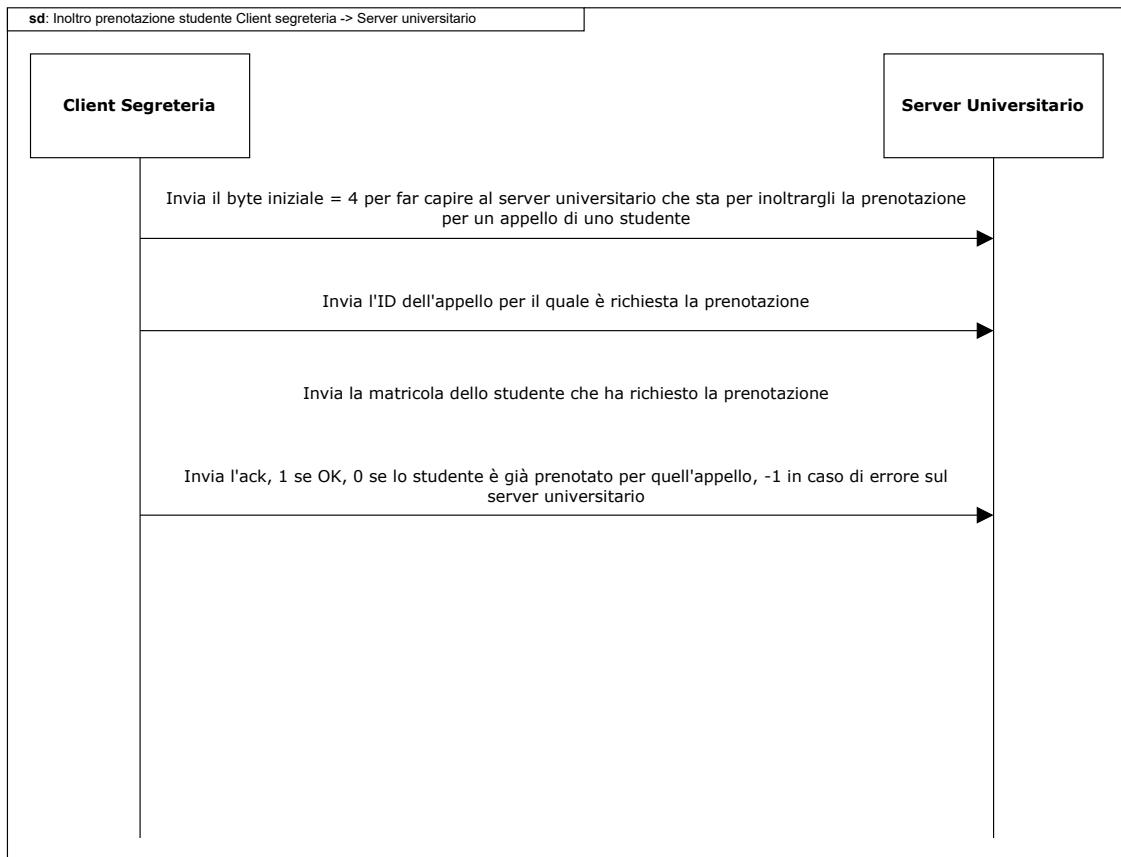 sd: Inoltro prenotazione studente Client segreteria -> Server universitario
Client Segreteria
Server Universitario
Invia il byte iniziale = 4 per far capire al server universitario che sta per inoltrargli la prenotazione
per un appello di uno studente
Invia l'ID dell'appello per il quale è richiesta la prenotazione
Invia la matricola dello studente che ha richiesto la prenotazione
Invia l'ack, 1 se OK, 0 se lo studente è già prenotato per quell'appello, -1 in caso di errore sul
server universitario